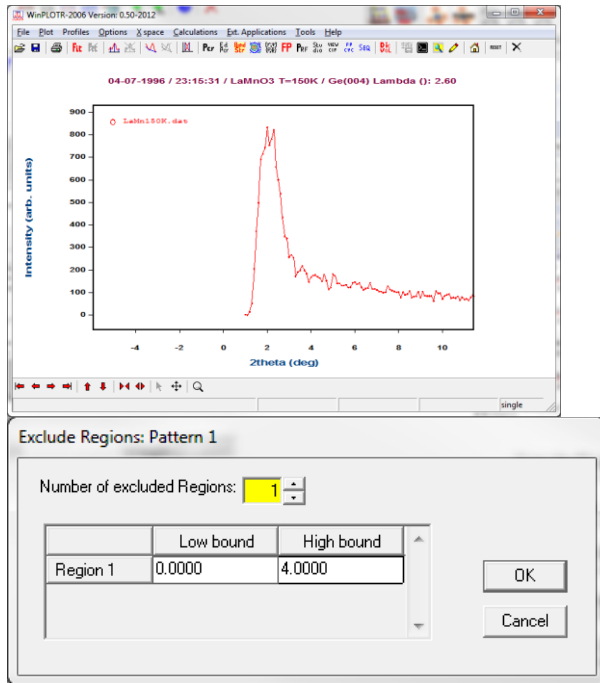 WinPLOTR-2006 Version: 0.50-2012
File Plot Profiles Options X space Calculations Ext. Applications Tools Help
04-07-1996 / 23:15:31 / LaMnO3 T=150K / Ge(004) Lambda (): 2.60
LaMn150K.dat
Intensity (arb. units)
900
800
700
600
500
400
300
200
100
0
-4 -2 0 2 4 6 8 10
2theta (deg)
single
Exclude Regions: Pattern 1
Number of excluded Regions: 1
Low bound High bound
Region 1 0.0000 4.0000
OK
Cancel